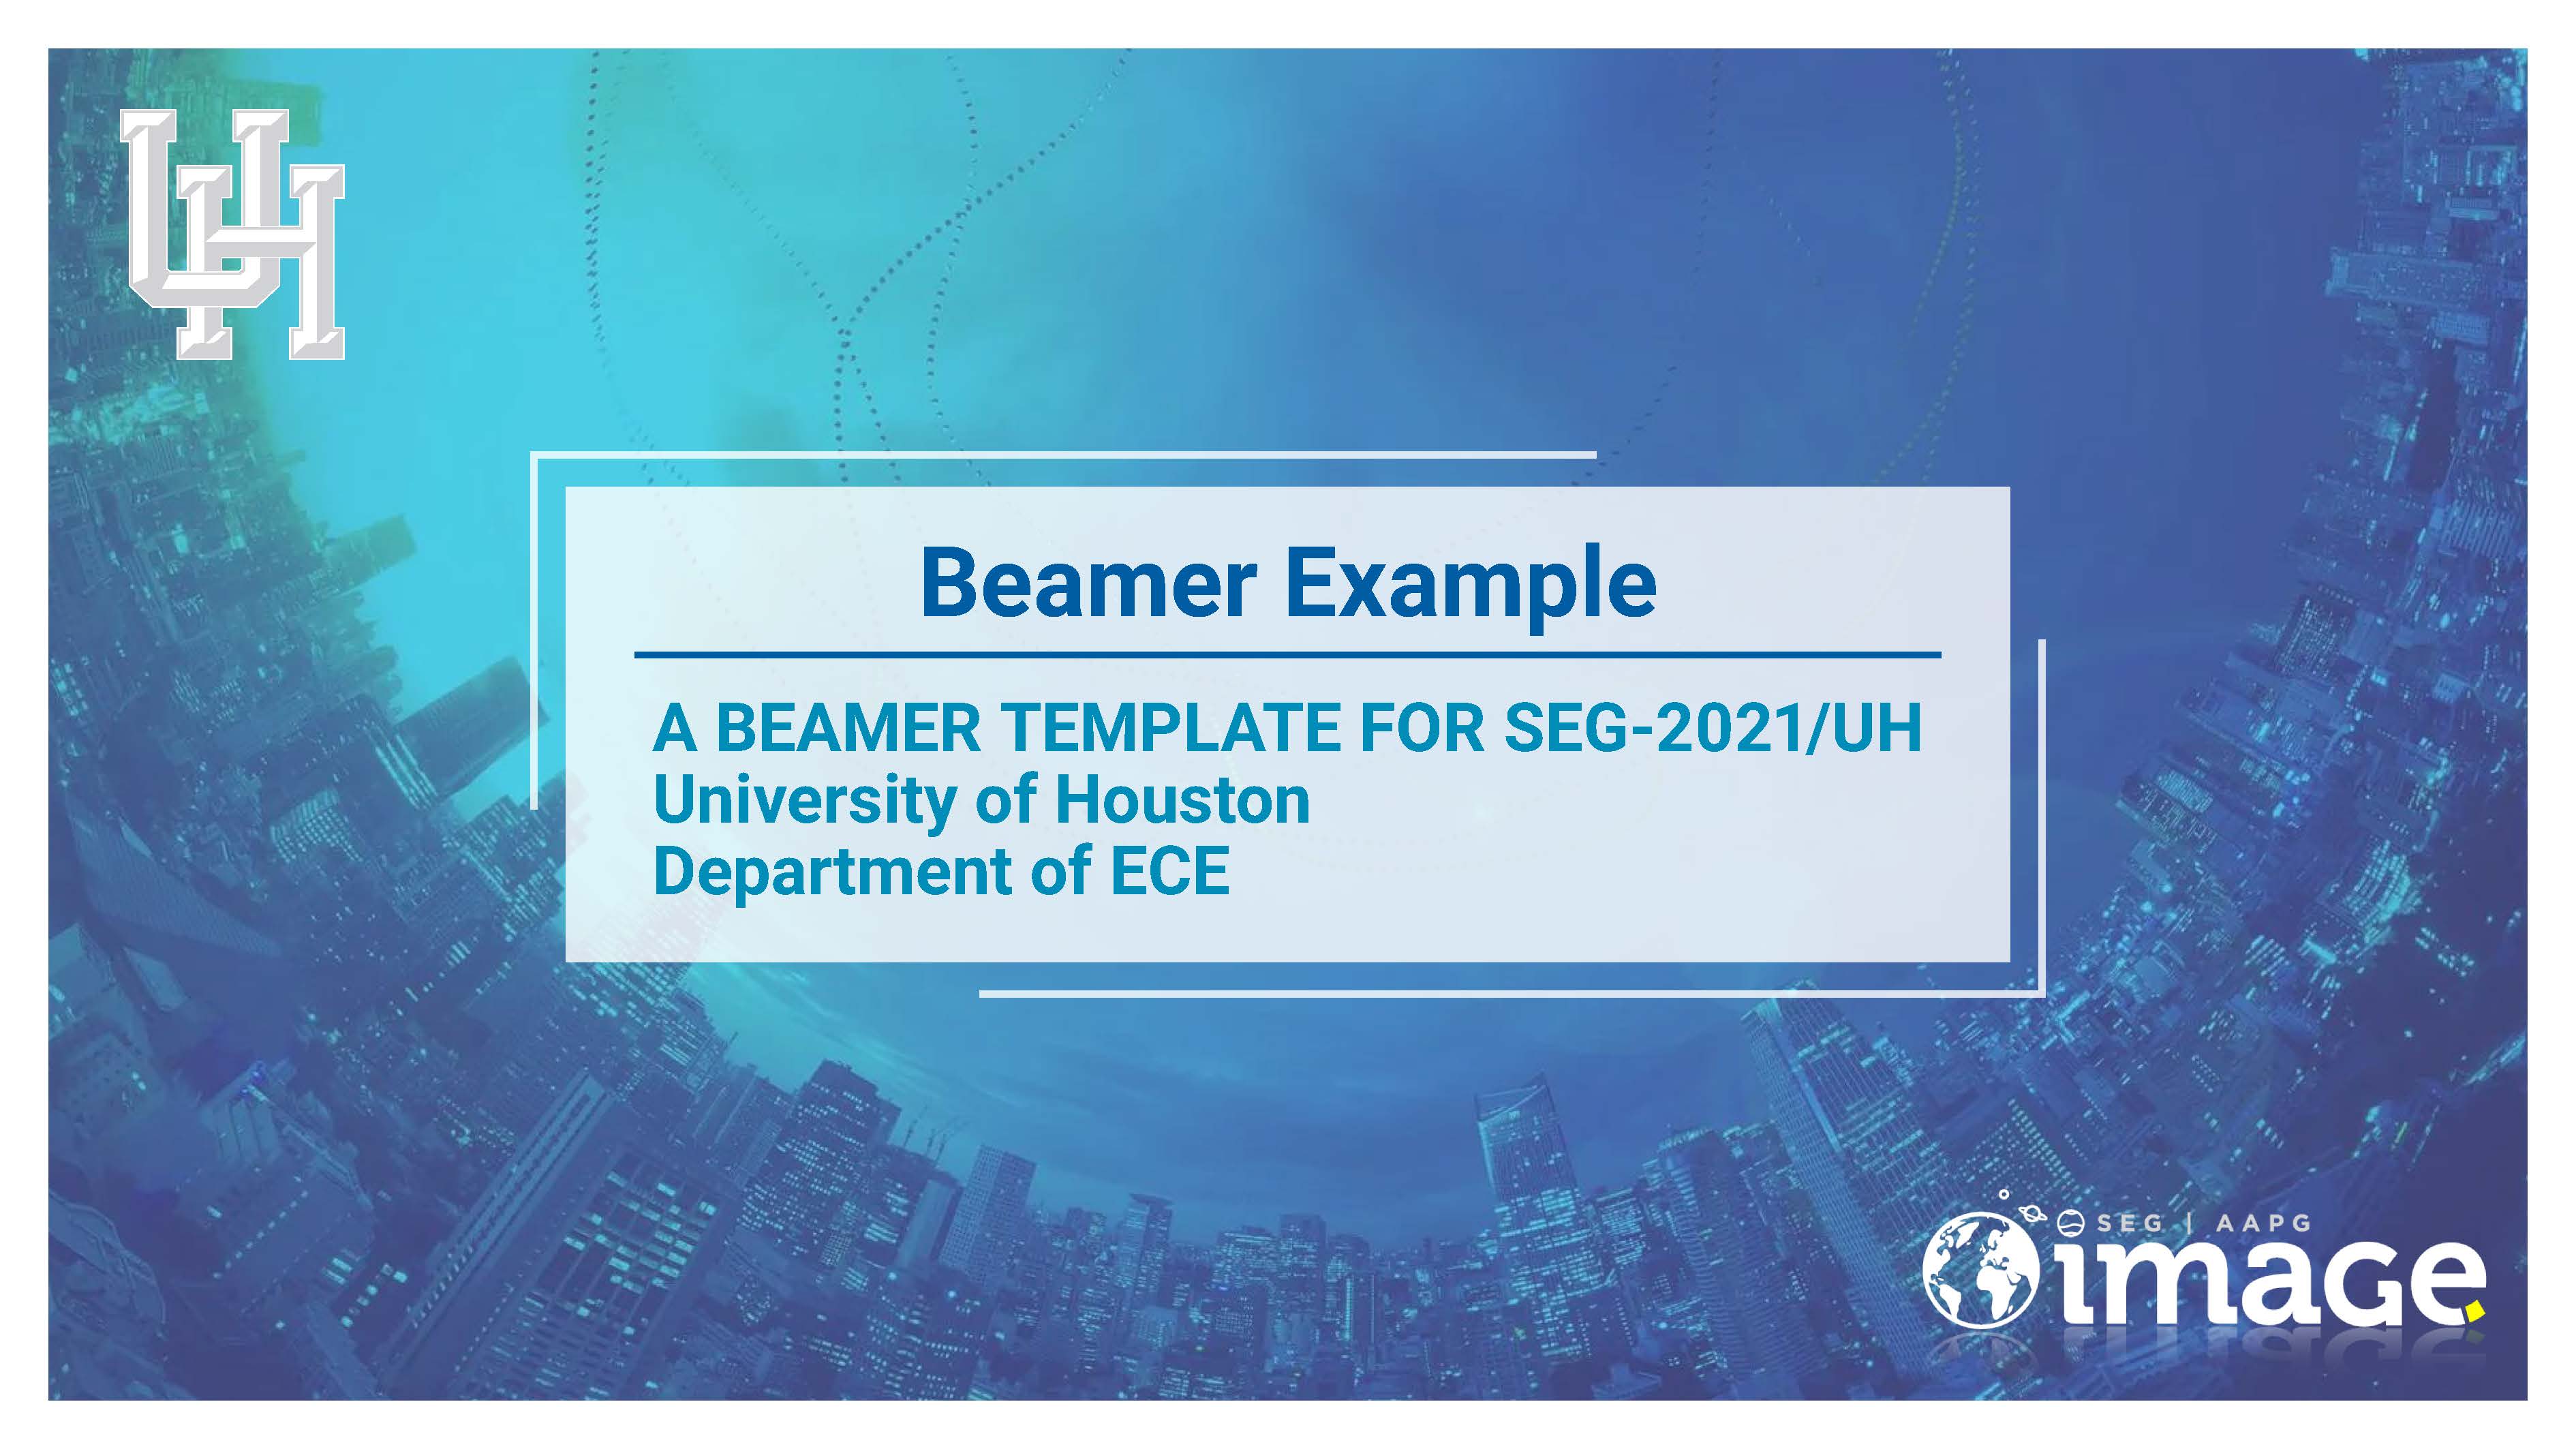 UH
Beamer Example
A BEAMER TEMPLATE FOR SEG-2021/UH
University of Houston
Department of ECE
SEG | AAPG
image